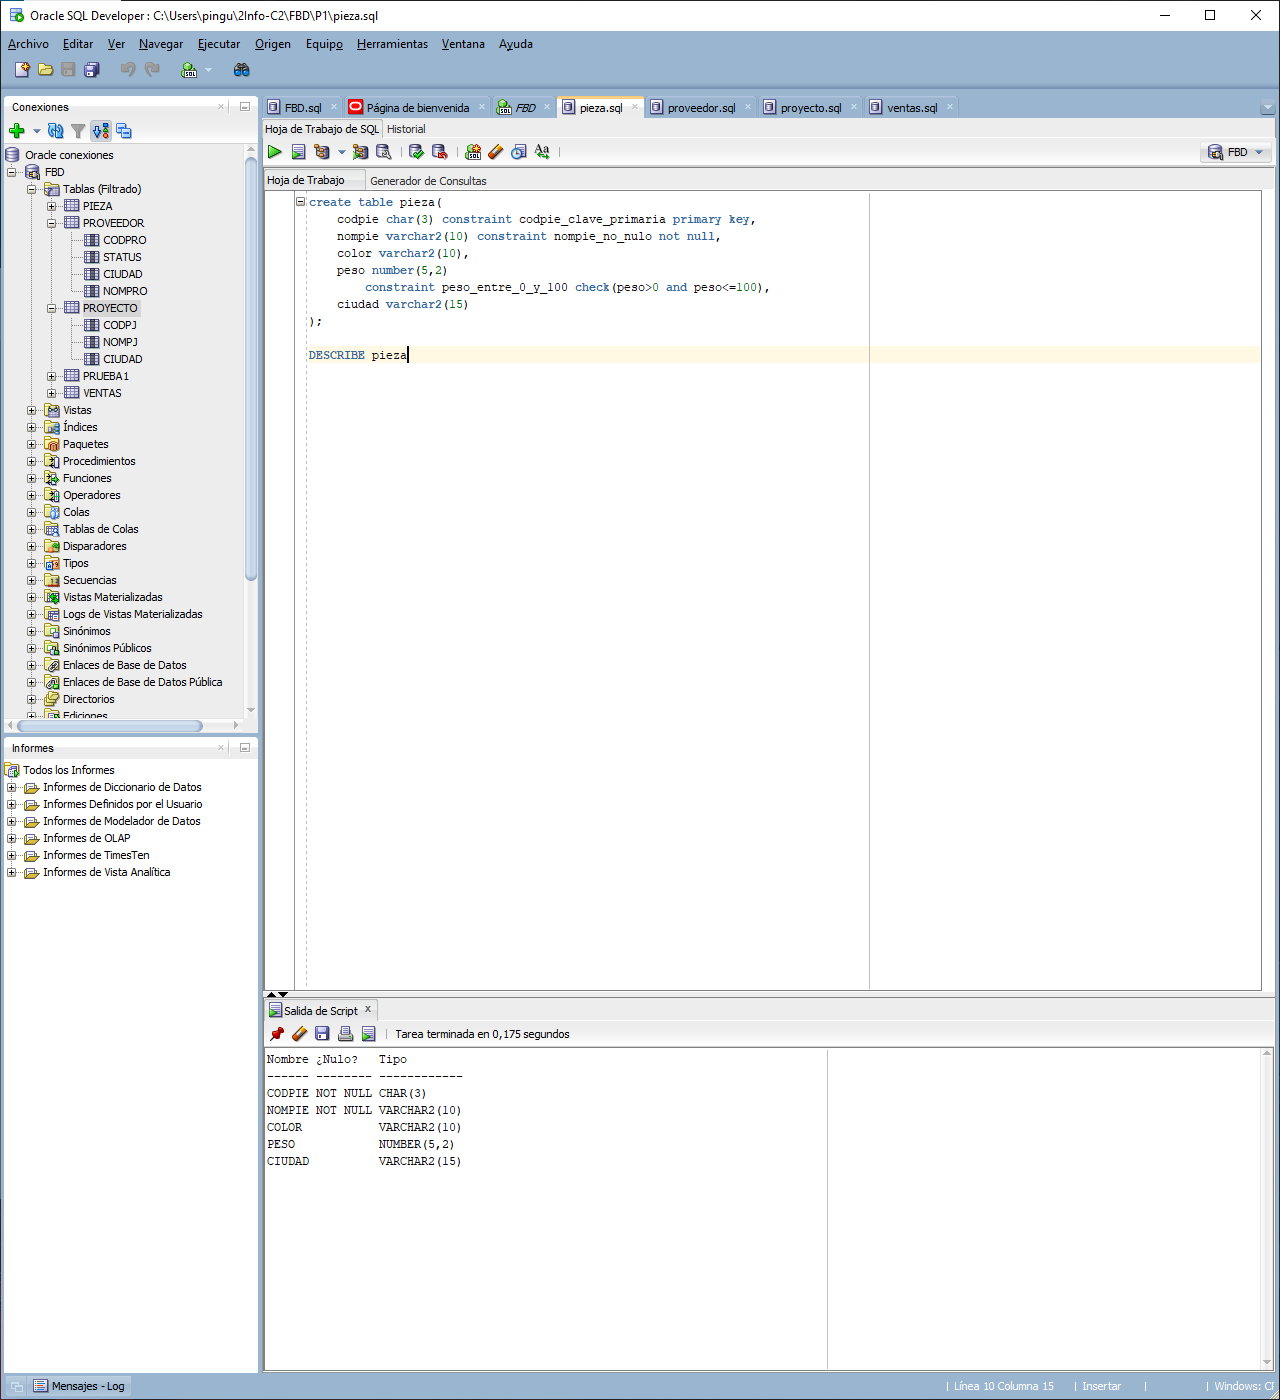 Oracle SQL Developer : C:\Users\pingu\2Info-C2\FBD\P1\pieza.sql
Archivo Editar Ver Navegar Ejecutar Origen Equipo Herramientas Ventana Ayuda
Conexiones
Oracle conexiones
FBD
Tablas (Filtrado)
PIEZA
PROVEEDOR
CODPRO
STATUS
CIUDAD
NOMPRO
PROYECTO
CODPJ
NOMPJ
CIUDAD
PRUEBA1
VENTAS
Vistas
Índices
Paquetes
Procedimientos
Funciones
Operadores
Colas
Tablas de Colas
Disparadores
Tipos
Secuencias
Vistas Materializadas
Logs de Vistas Materializadas
Sinónimos
Sinónimos Públicos
Enlaces de Base de Datos
Enlaces de Base de Datos Pública
Directorios
Ediciones
Informes
Todos los Informes
Informes de Diccionario de Datos
Informes Definidos por el Usuario
Informes de Modelador de Datos
Informes de OLAP
Informes de TimesTen
Informes de Vista Analítica
FBD.sql Página de bienvenida FBD pieza.sql proveedor.sql proyecto.sql ventas.sql
Hoja de Trabajo de SQL Historial
FBD
Hoja de Trabajo Generador de Consultas
create table pieza(
codpie char(3) constraint codpie_clave_primaria primary key,
nompie varchar2(10) constraint nompie_no_nulo not null,
color varchar2(10),
peso number(5,2)
constraint peso_entre_0_y_100 check(peso>0 and peso<=100),
ciudad varchar2(15)
);
DESCRIBE pieza
Salida de Script
Tarea terminada en 0,175 segundos
Nombre ¿Nulo? Tipo
------ -------- ------------
CODPIE NOT NULL CHAR(3)
NOMPIE NOT NULL VARCHAR2(10)
COLOR VARCHAR2(10)
PESO NUMBER(5,2)
CIUDAD VARCHAR2(15)
Mensajes - Log
Línea 10 Columna 15 Insertar Windows: CF